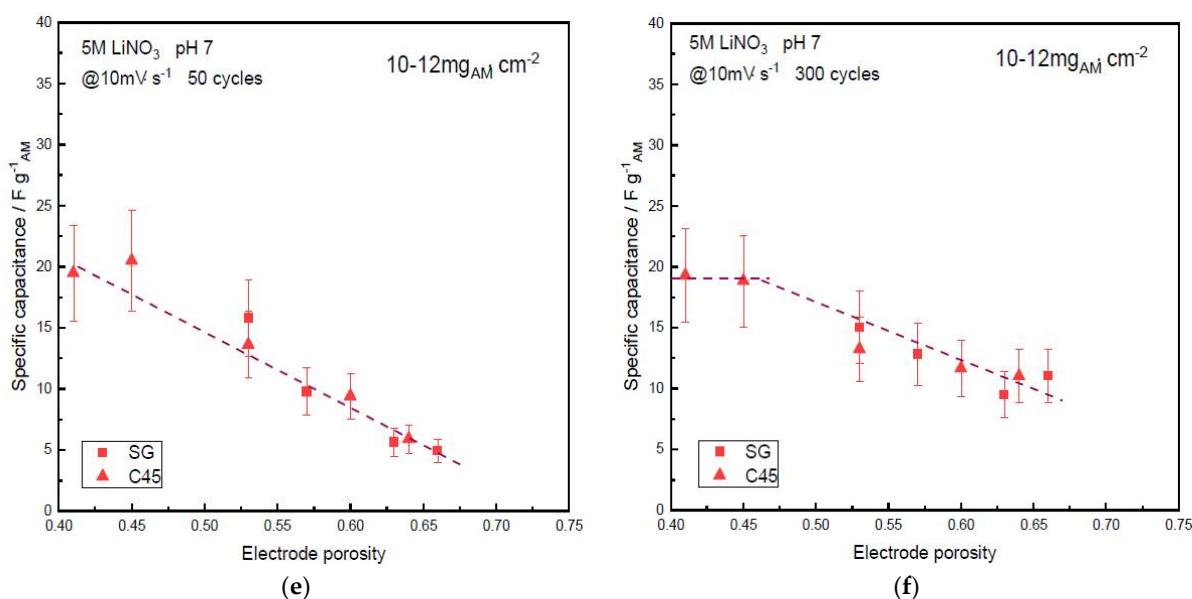 5M LiNO₃ pH 7
@10mV⋅s⁻¹ 50 cycles
10-12mg_AM⋅cm⁻²
Specific capacitance / F g⁻¹_AM
40
35
30
25
20
15
10
5
0
SG
C45
0.40 0.45 0.50 0.55 0.60 0.65 0.70 0.75
Electrode porosity
(e)
5M LiNO₃ pH 7
@10mV⋅s⁻¹ 300 cycles
10-12mg_AM⋅cm⁻²
Specific capacitance / F g⁻¹_AM
40
35
30
25
20
15
10
5
0
SG
C45
0.40 0.45 0.50 0.55 0.60 0.65 0.70 0.75
Electrode porosity
(f)